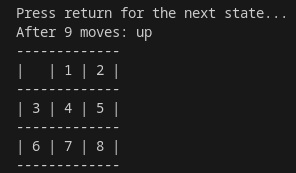 Press return for the next state...
After 9 moves: up
-------------
|   | 1 | 2 |
-------------
| 3 | 4 | 5 |
-------------
| 6 | 7 | 8 |
-------------